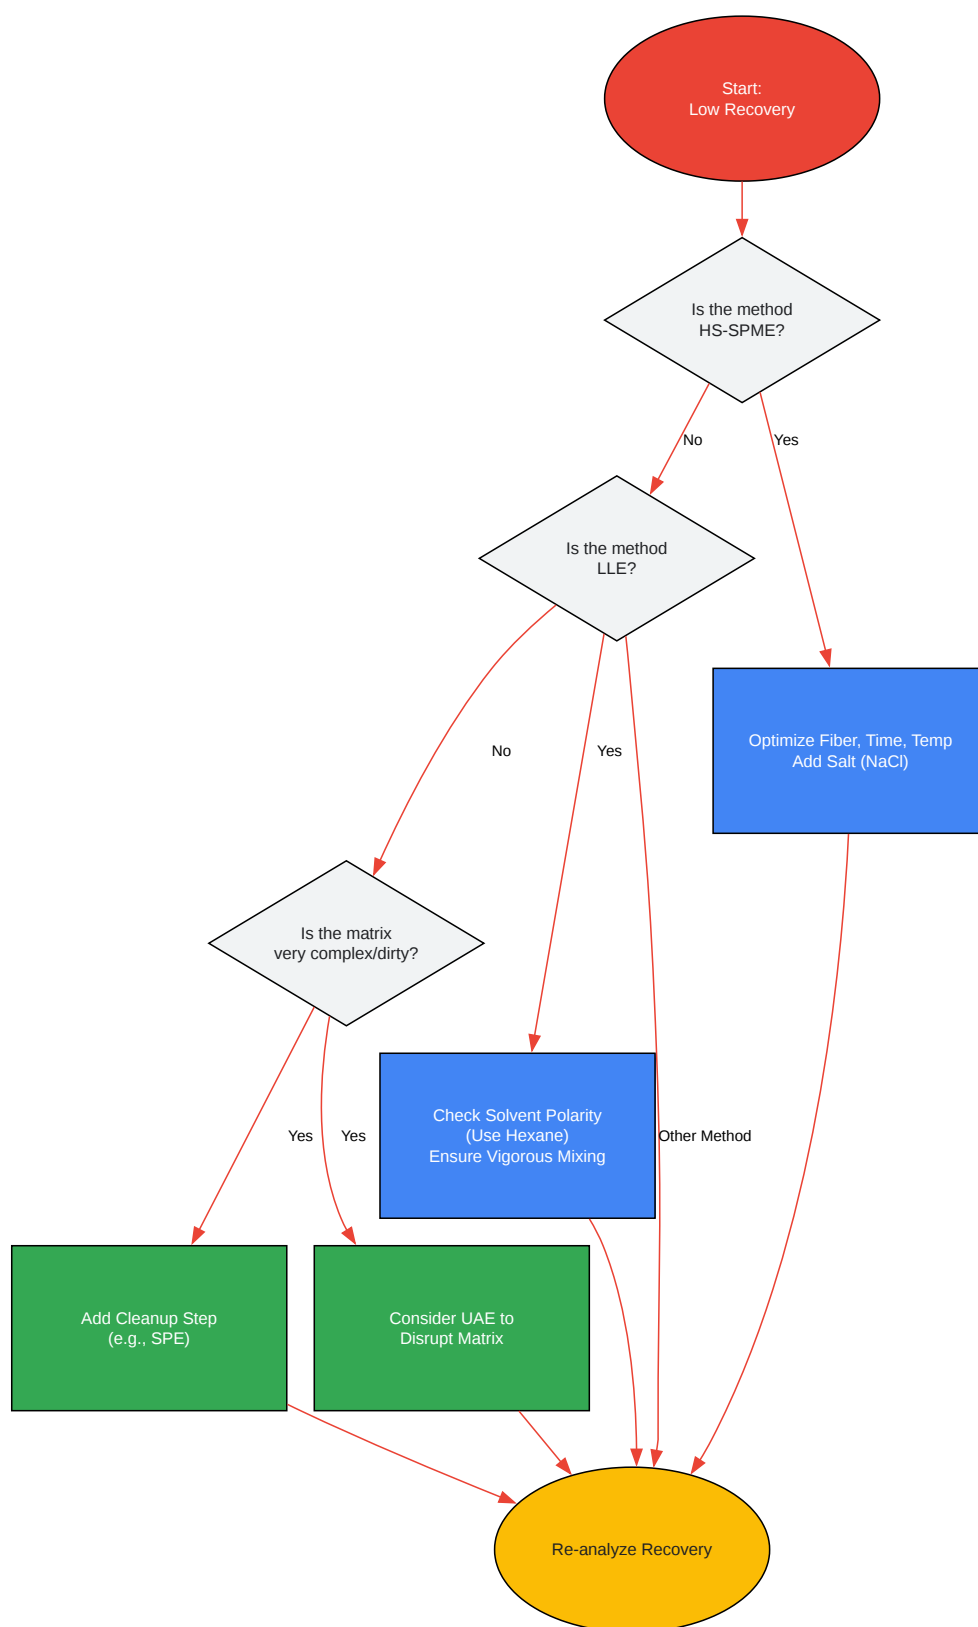 Start:
Low Recovery
Is the method
HS-SPME?
No
Yes
Is the method
LLE?
Optimize Fiber, Time, Temp
Add Salt (NaCl)
No
Yes
Is the matrix
very complex/dirty?
Check Solvent Polarity
(Use Hexane)
Ensure Vigorous Mixing
Yes
Yes
Other Method
Add Cleanup Step
(e.g., SPE)
Consider UAE to
Disrupt Matrix
Re-analyze Recovery